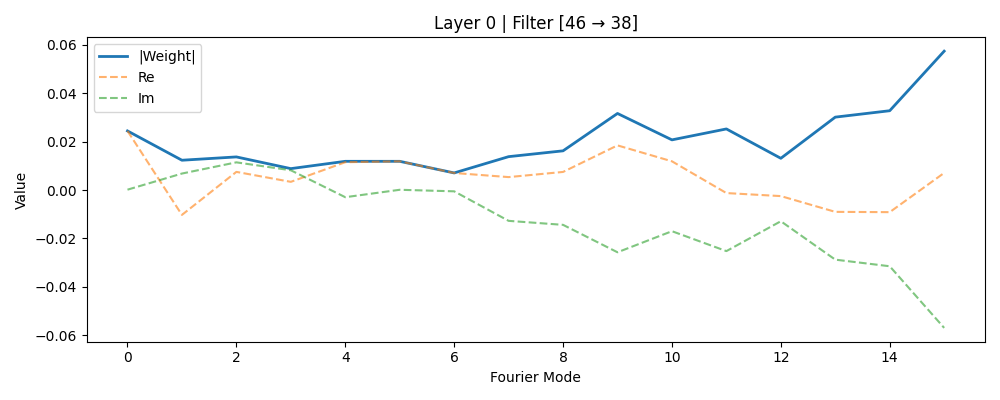 Layer 0 | Filter [46 → 38]
|Weight|
Re
Im
Value
0.06
0.04
0.02
0.00
−0.02
−0.04
−0.06
0 2 4 6 8 10 12 14
Fourier Mode